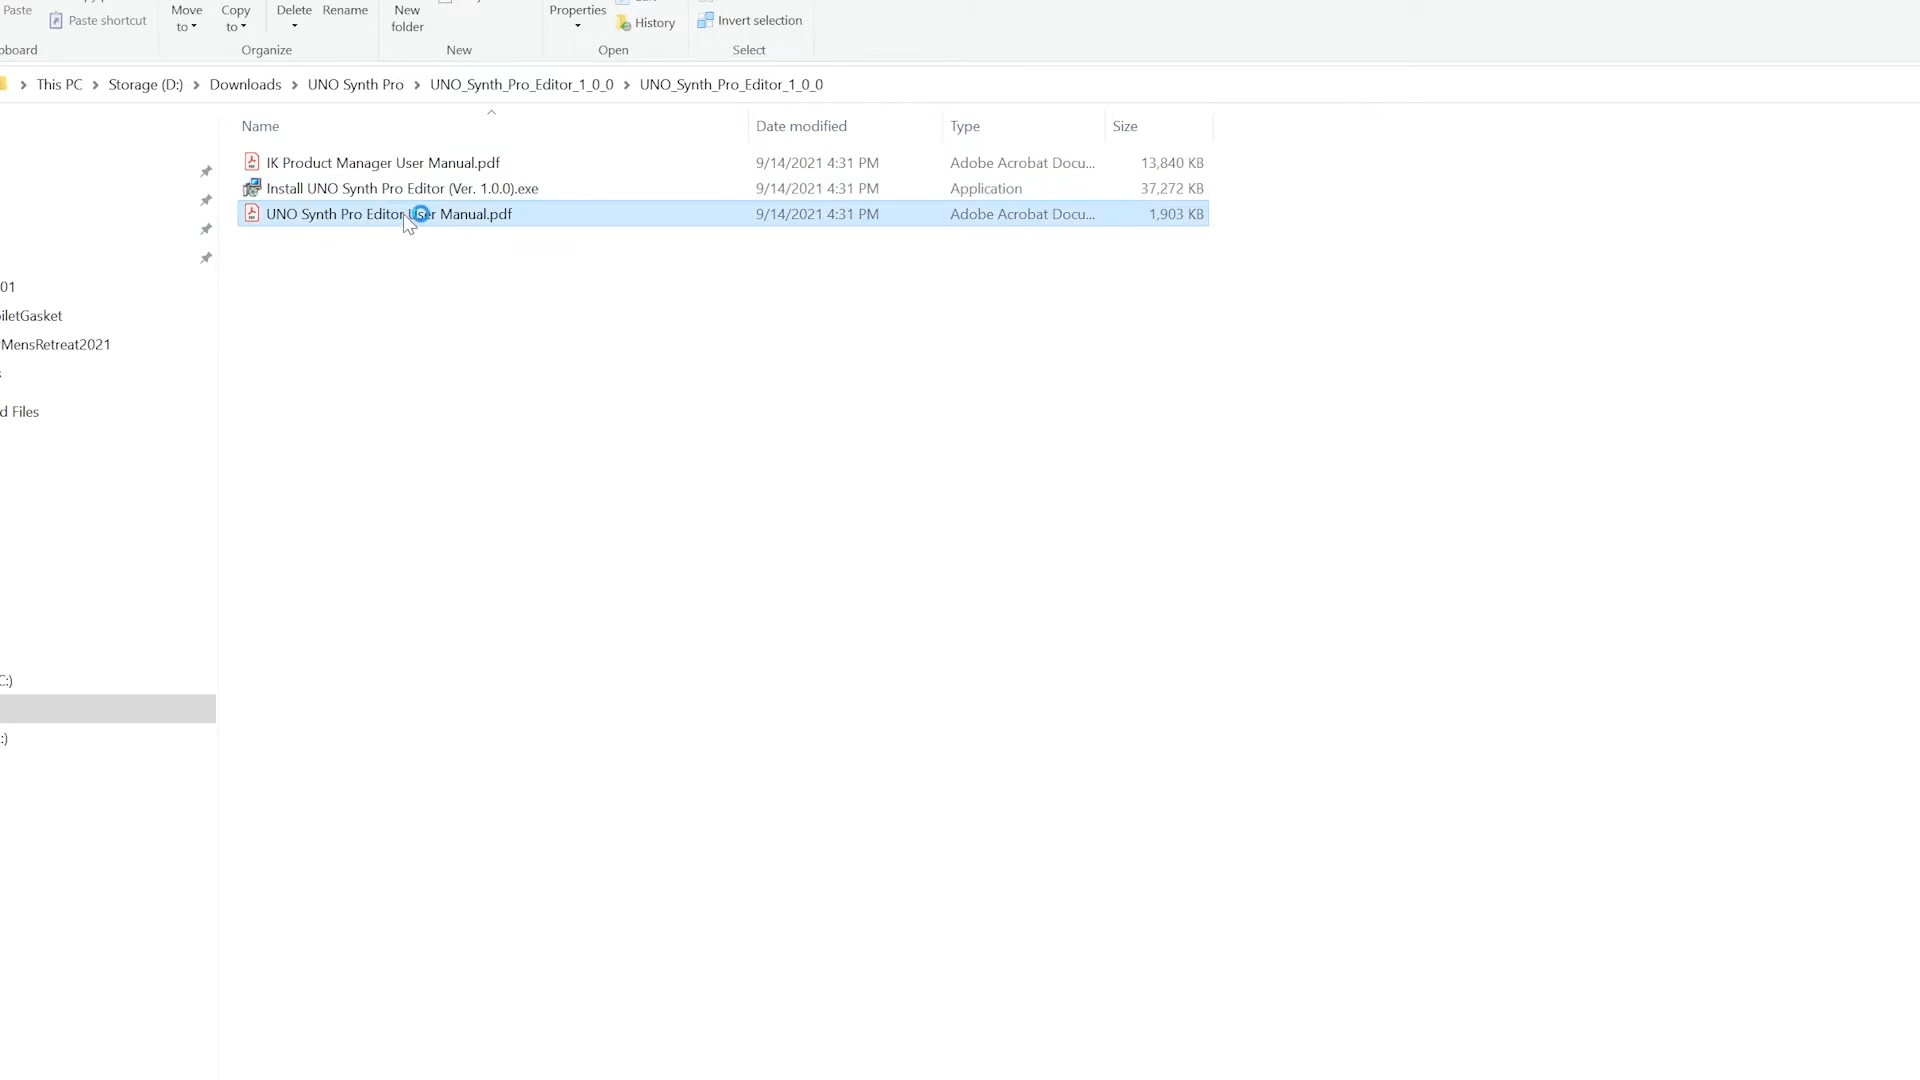 Paste
Paste shortcut
Move to
Copy to
Delete
Rename
New folder
Properties
History
Invert selection
Organize
New
Open
Select
This PC > Storage (D:) > Downloads > UNO Synth Pro > UNO_Synth_Pro_Editor_1_0_0 > UNO_Synth_Pro_Editor_1_0_0
Name Date modified Type Size
IK Product Manager User Manual.pdf 9/14/2021 4:31 PM Adobe Acrobat Docu... 13,840 KB
Install UNO Synth Pro Editor (Ver. 1.0.0).exe 9/14/2021 4:31 PM Application 37,272 KB
UNO Synth Pro Editor User Manual.pdf 9/14/2021 4:31 PM Adobe Acrobat Docu... 1,903 KB
01
iletGasket
MensRetreat2021
d Files
C:)
:)